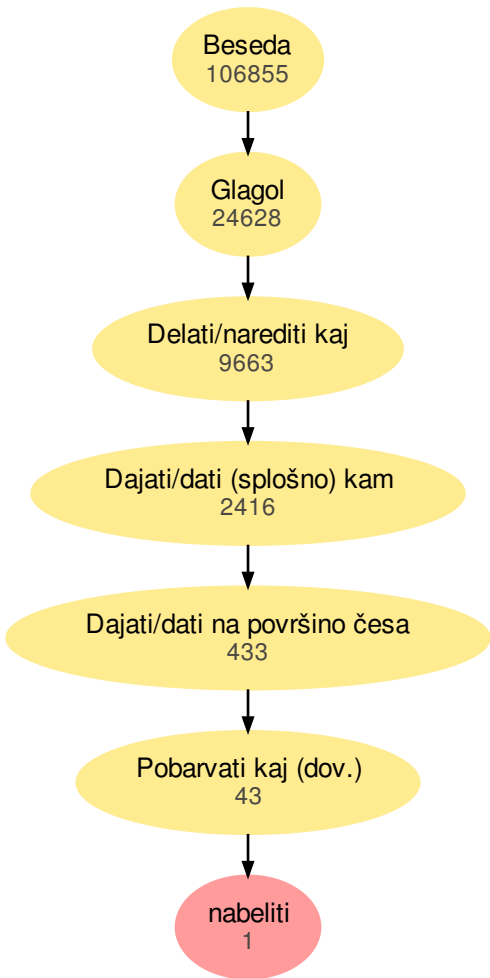 Beseda
106855
Glagol
24628
Delati/narediti kaj
9663
Dajati/dati (splošno) kam
2416
Dajati/dati na površino česa
433
Pobarvati kaj (dov.)
43
nabeliti
1